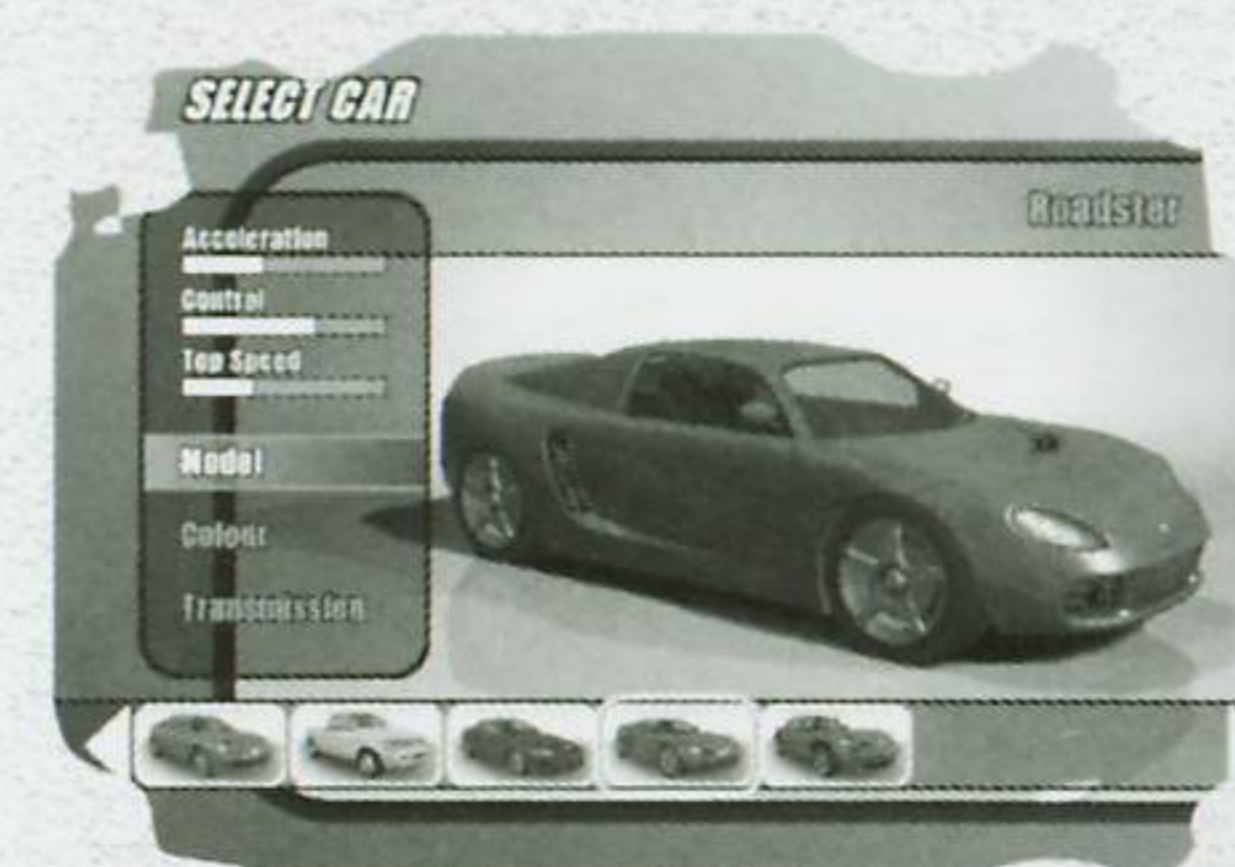 SELECT CAR
Roadster
Acceleration
Control
Top Speed
Model
Colour
Transmission